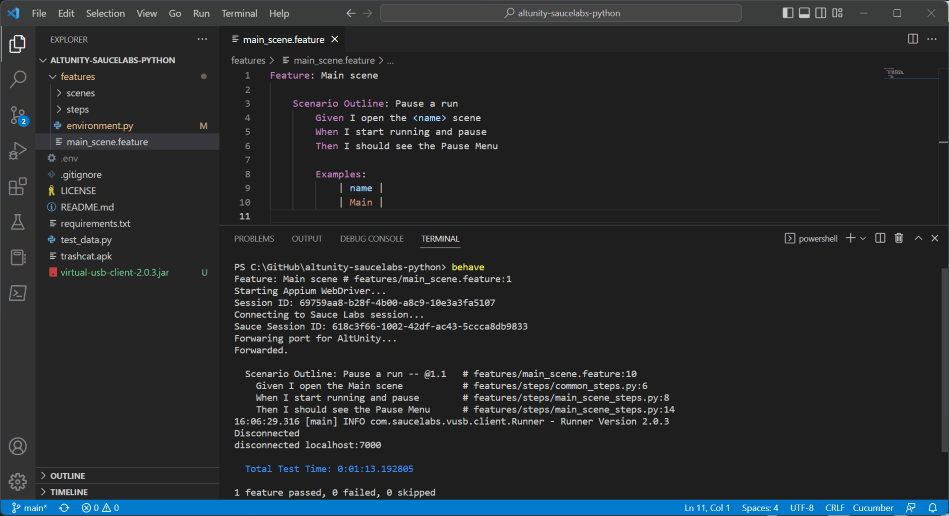 File Edit Selection View Go Run Terminal Help
altunity-saucelabs-python
EXPLORER
ALTUNITY-SAUCELABS-PYTHON
features
scenes
steps
environment.py M
main_scene.feature
.env
.gitignore
LICENSE
README.md
requirements.txt
test_data.py
trashcat.apk
virtual-usb-client-2.0.3.jar U
2
OUTLINE
TIMELINE
main_scene.feature
features > main_scene.feature > ...
1 Feature: Main scene
2
3 Scenario Outline: Pause a run
4 Given I open the <name> scene
5 When I start running and pause
6 Then I should see the Pause Menu
7
8 Examples:
9 | name |
10 | Main |
11
PROBLEMS OUTPUT DEBUG CONSOLE TERMINAL
powershell
PS C:\GitHub\altunity-saucelabs-python> behave
Feature: Main scene # features/main_scene.feature:1
Starting Appium WebDriver...
Session ID: 69759aa8-b28f-4b00-a8c9-10e3a3fa5107
Connecting to Sauce Labs session...
Sauce Session ID: 618c3f66-1002-42df-ac43-5ccca8db9833
Forwaring port for AltUnity...
Forwarded.
Scenario Outline: Pause a run -- @1.1 # features/main_scene.feature:10
Given I open the Main scene # features/steps/common_steps.py:6
When I start running and pause # features/steps/main_scene_steps.py:8
Then I should see the Pause Menu # features/steps/main_scene_steps.py:14
16:06:29.316 [main] INFO com.saucelabs.vusb.client.Runner - Runner Version 2.0.3
Disconnected
disconnected localhost:7000
Total Test Time: 0:01:13.192805
1 feature passed, 0 failed, 0 skipped
main* 0 0 Ln 11, Col 1 Spaces: 4 UTF-8 CRLF Cucumber